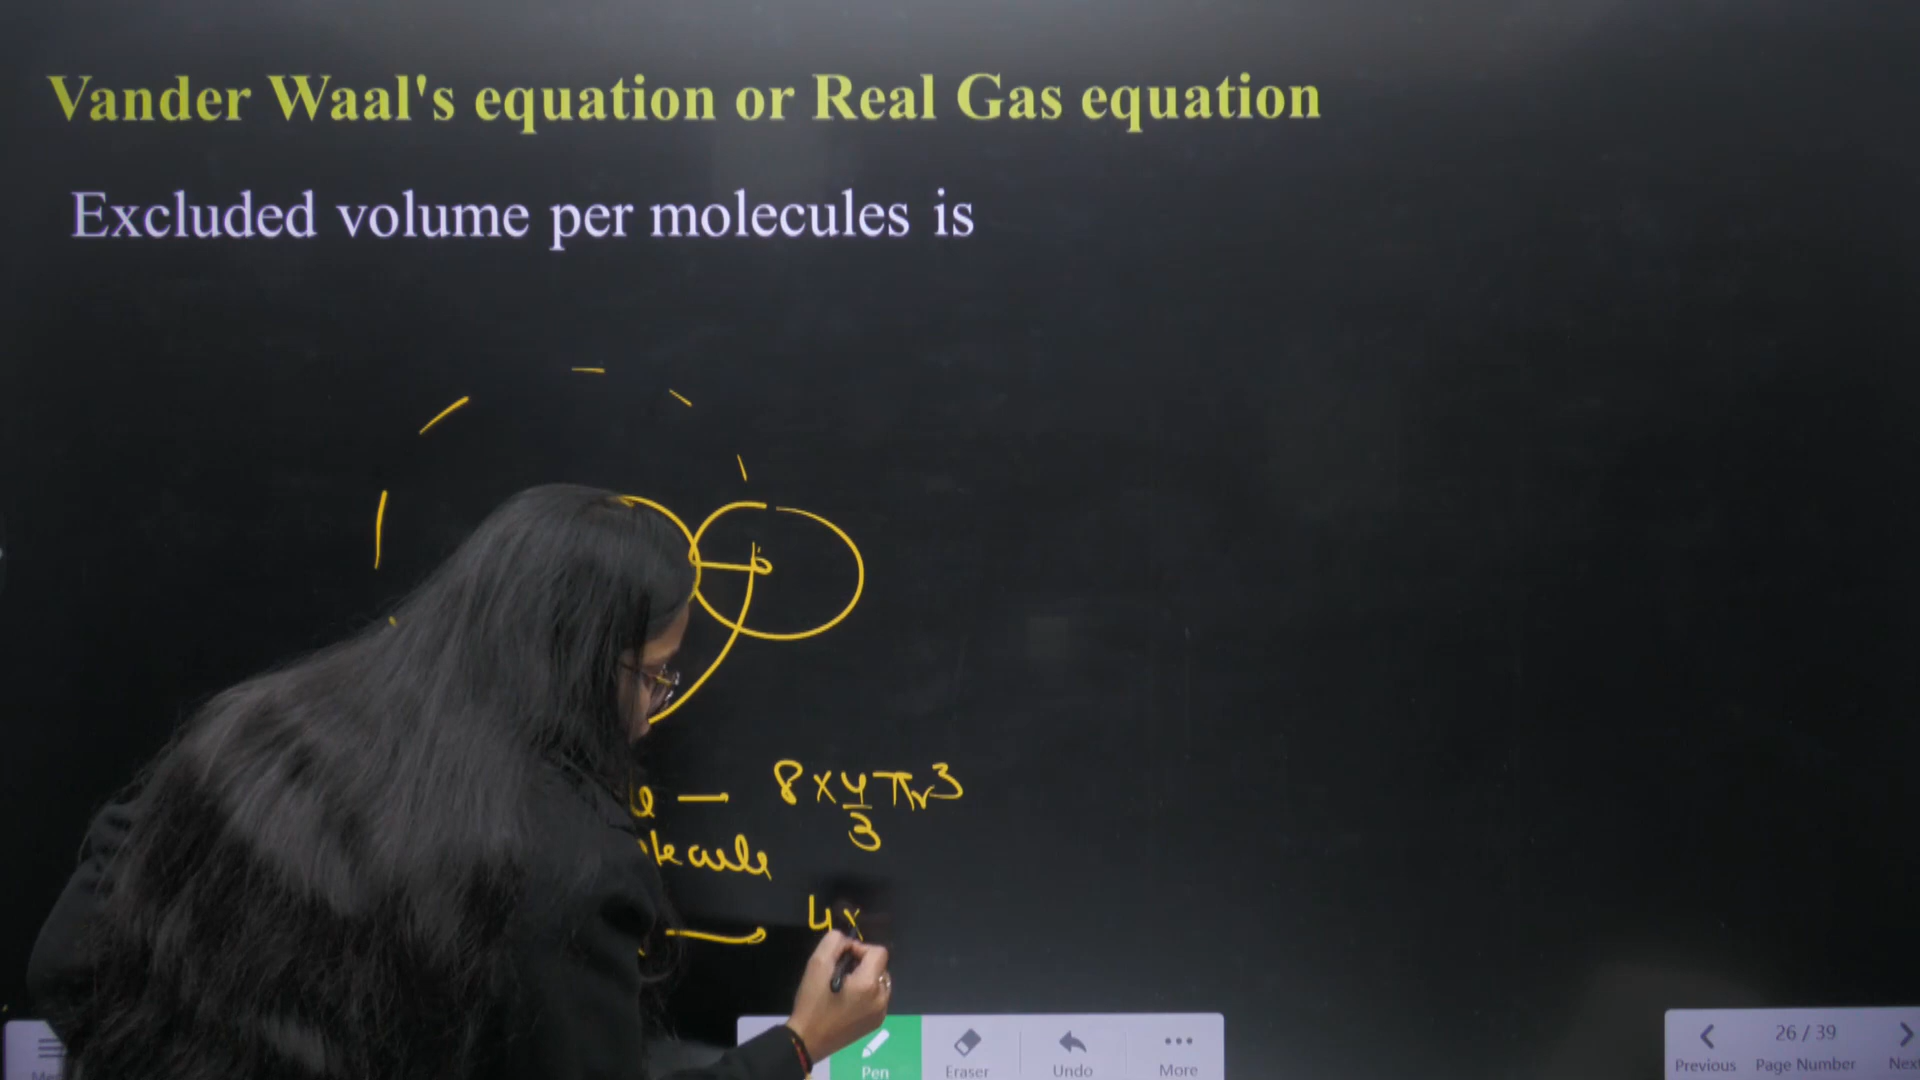 Vander Waal's equation or Real Gas equation
Excluded volume per molecules is
8 × 4/3 πr3
4×
Pen
Eraser
Undo
More
26 / 39
Previous
Page Number